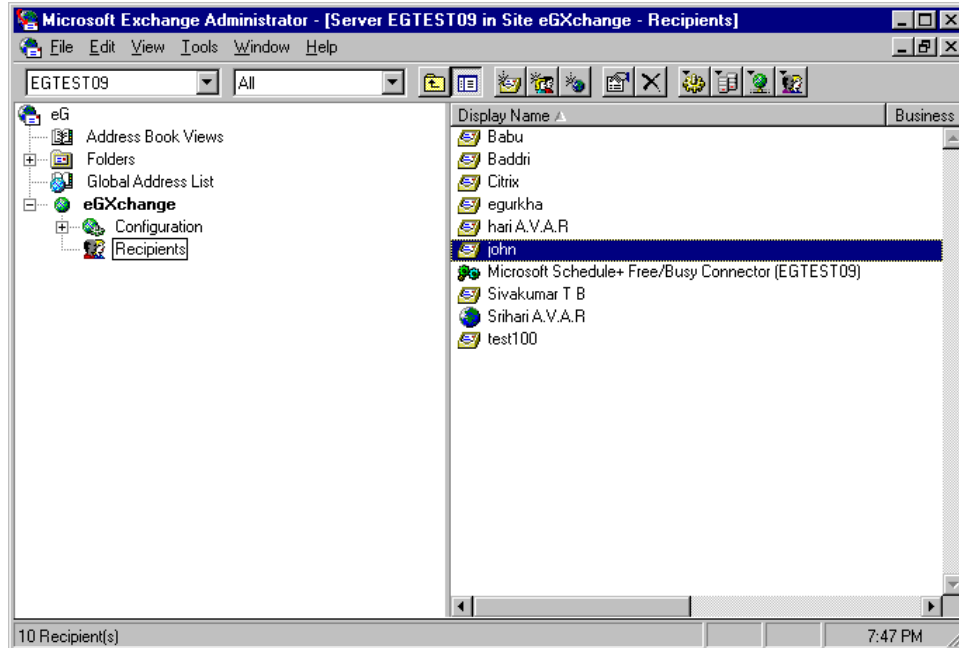 Microsoft Exchange Administrator - [Server EGTEST09 in Site eGXchange - Recipients]
File Edit View Tools Window Help
EGTEST09 All
eG
Address Book Views
Folders
Global Address List
eGXchange
Configuration
Recipients
Display Name Business
Babu
Baddri
Citrix
egurkha
hari A.V.A.R
john
Microsoft Schedule+ Free/Busy Connector (EGTEST09)
Sivakumar T B
Srihari A.V.A.R
test100
10 Recipient(s) 7:47 PM